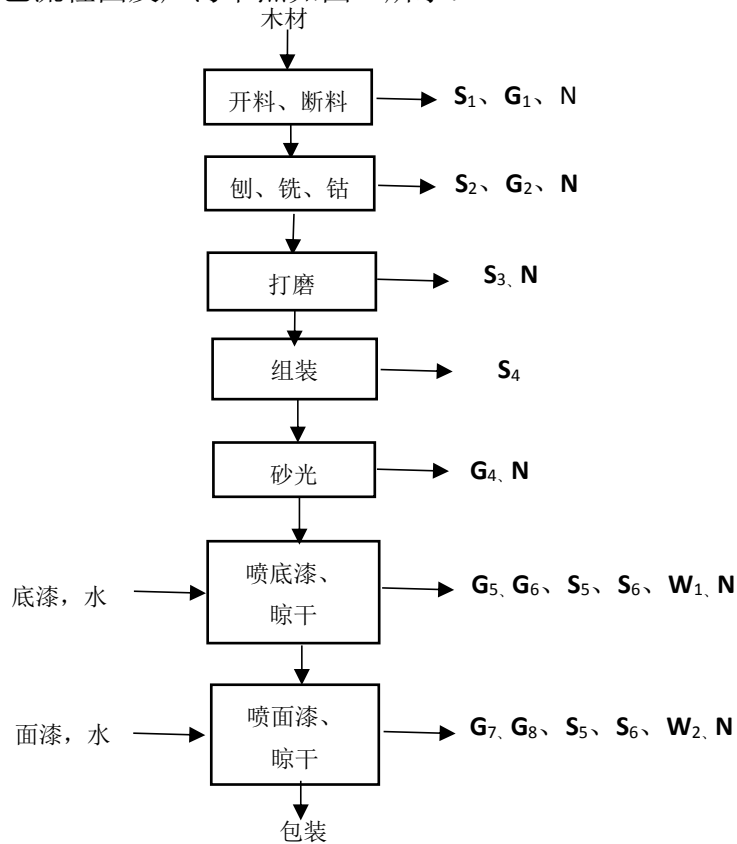 木材
开料、断料
S₁、G₁、N
刨、铣、钻
S₂、G₂、N
打磨
S₃、N
组装
S₄
砂光
G₄、N
底漆，水
喷底漆、
晾干
G₅、G₆、S₅、S₆、W₁、N
面漆，水
喷面漆、
晾干
G₇、G₈、S₅、S₆、W₂、N
包装